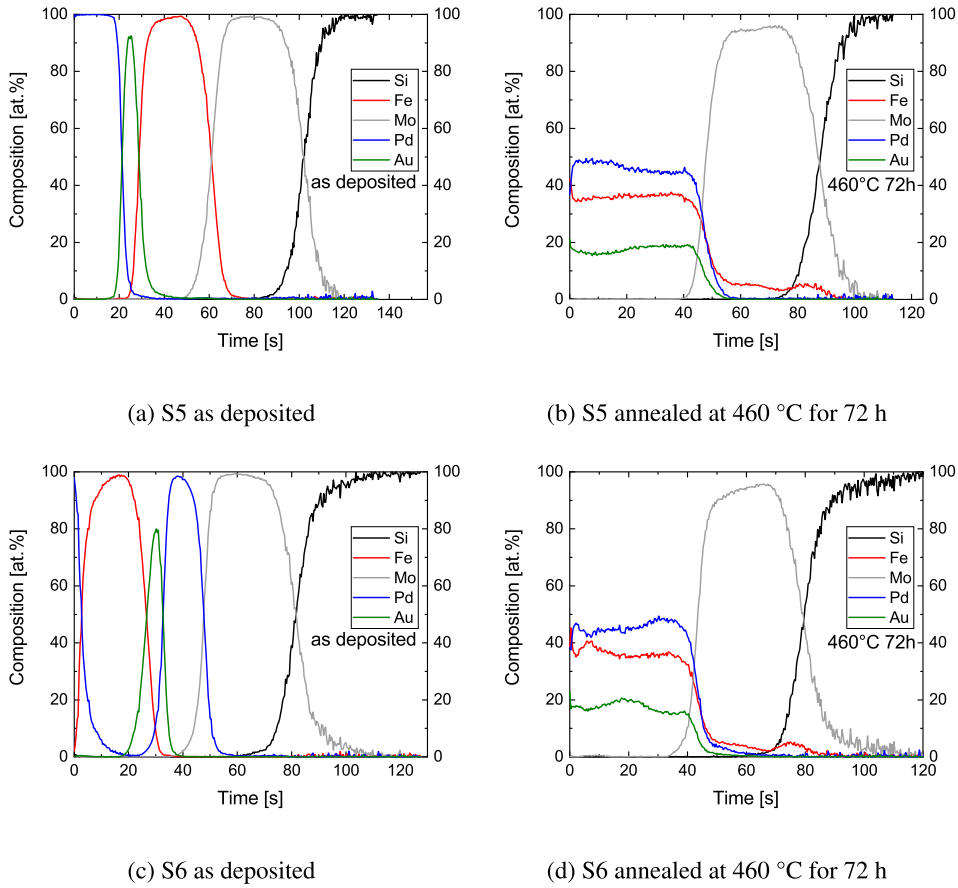 100
80
60
40
20
0
0 20 40 60 80 100 120 140
100
80
60
40
20
0
Composition [at.%]
Time [s]
Si
Fe
Mo
Pd
Au
as deposited
(a) S5 as deposited
100
80
60
40
20
0
0 20 40 60 80 100 120
100
80
60
40
20
0
Composition [at.%]
Time [s]
Si
Fe
Mo
Pd
Au
460°C 72h
(b) S5 annealed at 460 °C for 72 h
100
80
60
40
20
0
0 20 40 60 80 100 120
100
80
60
40
20
0
Composition [at.%]
Time [s]
Si
Fe
Mo
Pd
Au
as deposited
(c) S6 as deposited
100
80
60
40
20
0
0 20 40 60 80 100 120
100
80
60
40
20
0
Composition [at.%]
Time [s]
Si
Fe
Mo
Pd
Au
460°C 72h
(d) S6 annealed at 460 °C for 72 h